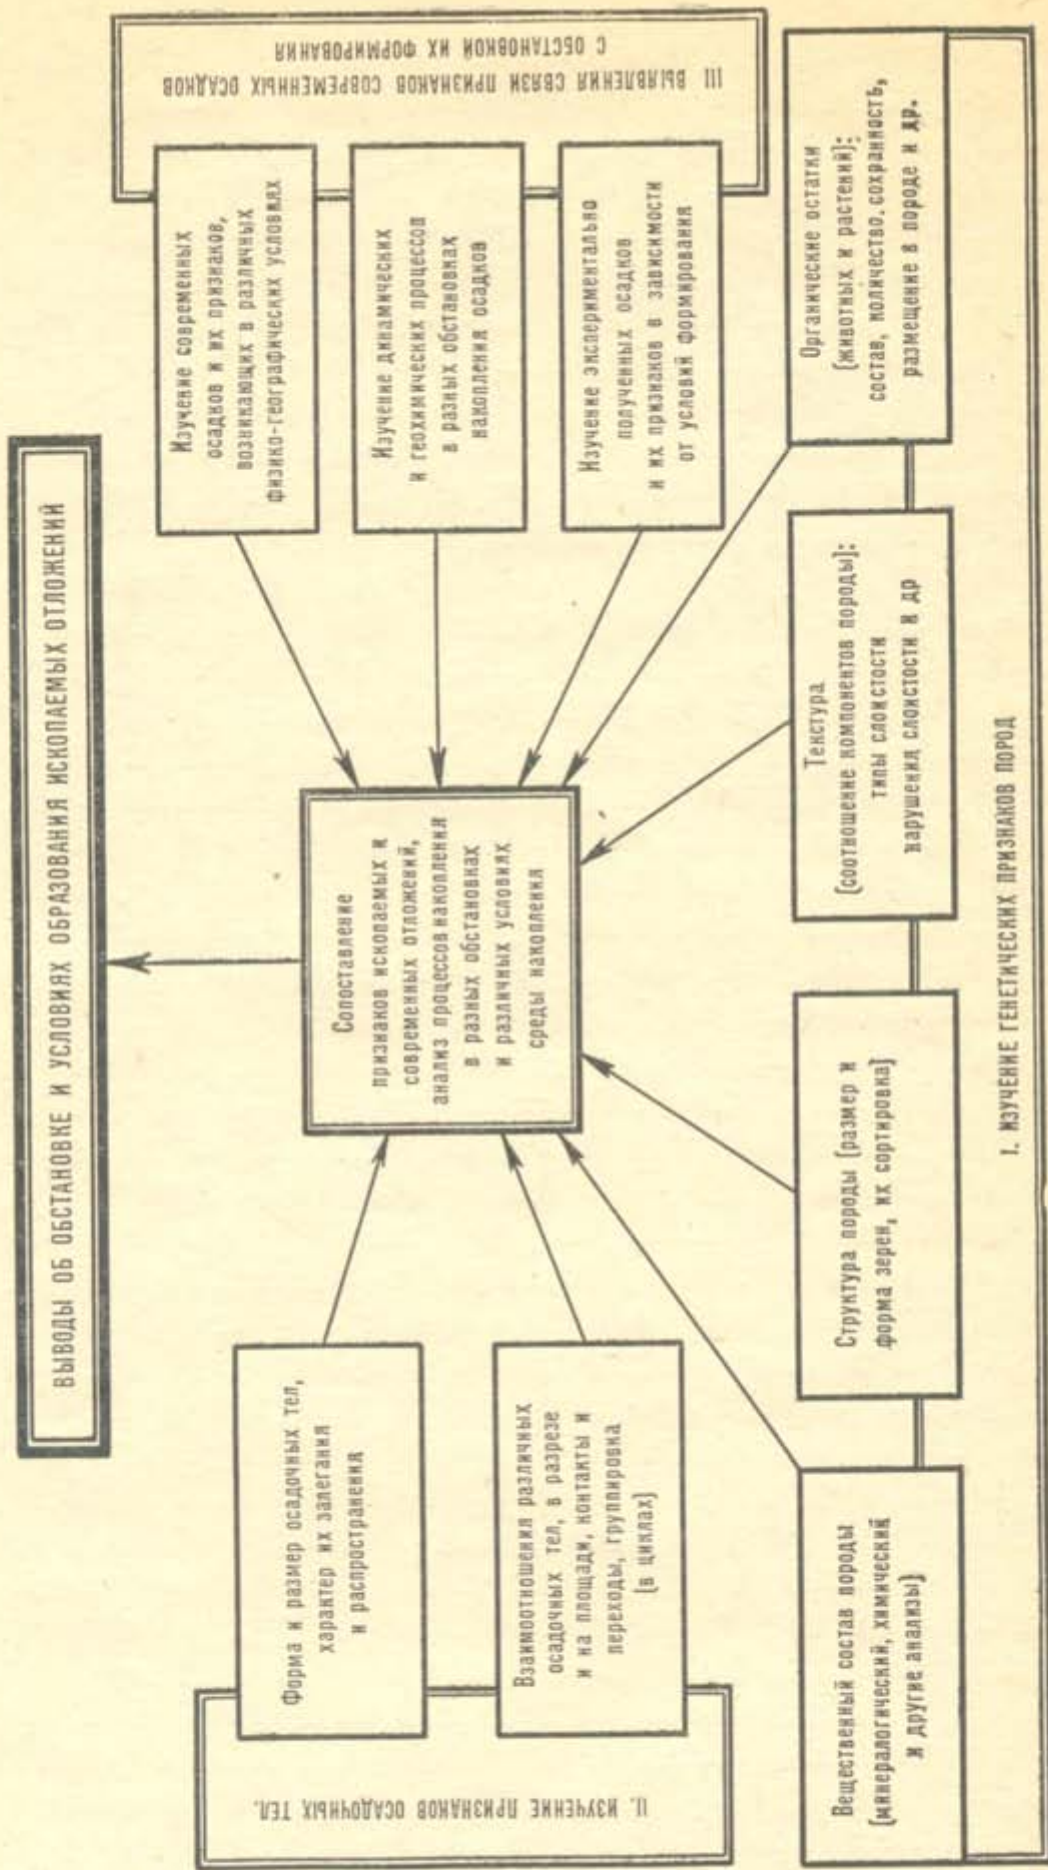 ВЫВОДЫ ОБ ОБСТАНОВКЕ И УСЛОВИЯХ ОБРАЗОВАНИЯ ИСКОПАЕМЫХ ОТЛОЖЕНИЙ
II. ИЗУЧЕНИЕ ПРИЗНАКОВ ОСАДОЧНЫХ ТЕЛ.
Форма и размер осадочных тел,
характер их залегания
и распространения
Взаимоотношения различных
осадочных тел, в разрезе
и на площади, контакты и
переходы, группировка
(в циклах)
Сопоставление
признаков ископаемых и
современных отложений,
анализ процессов накопления
в разных обстановках
и различных условиях
среды накопления
III ВЫЯВЛЕНИЯ СВЯЗИ ПРИЗНАКОВ СОВРЕМЕННЫХ ОСАДКОВ
С ОБСТАНОВКОЙ ИХ ФОРМИРОВАНИЯ
Изучение современных
осадков и их признаков,
возникающих в различных
физико-географических условиях
Изучение динамических
и геохимических процессов
в разных обстановках
накопления осадков
Изучение экспериментально
полученных осадков
и их признаков в зависимости
от условий формирования
Вещественный состав породы
(минералогический, химический
и другие анализы)
Структура породы (размер и
форма зерен, их сортировка)
Текстура
(соотношение компонентов породы):
типы слоистости
нарушения слоистости и др
Органические остатки
(животных и растений):
состав, количество, сохранность,
размещение в породе и др.
I. ИЗУЧЕНИЕ ГЕНЕТИЧЕСКИХ ПРИЗНАКОВ ПОРОД